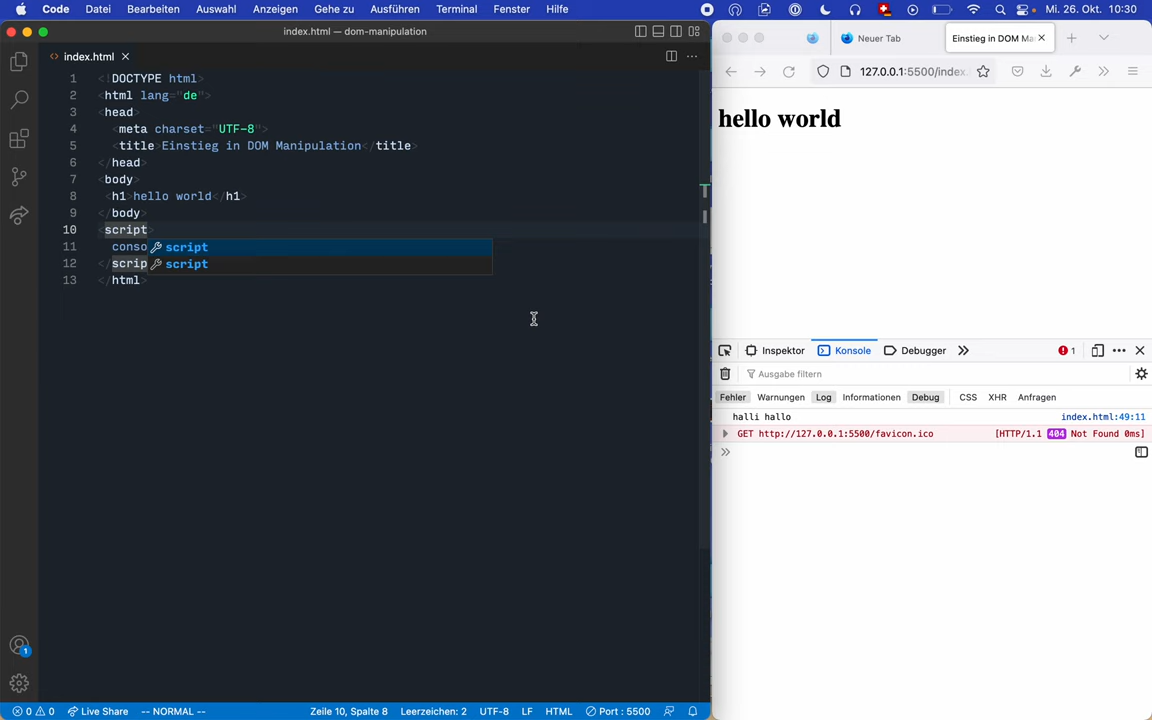 Code Datei Bearbeiten Auswahl Anzeigen Gehe zu Ausführen Terminal Fenster Hilfe Mi. 26. Okt. 10:30
index.html — dom-manipulation
index.html
1 <!DOCTYPE html>
2 <html lang="de">
3 <head>
4 <meta charset="UTF-8">
5 <title>Einstieg in DOM Manipulation</title>
6 </head>
7 <body>
8 <h1>hello world</h1>
9 </body>
10 <script>
11 conso
12 </scrip
13 </html>
script
script
1
0 0 Live Share -- NORMAL -- Zeile 10, Spalte 8 Leerzeichen: 2 UTF-8 LF HTML Port : 5500
Neuer Tab Einstieg in DOM Ma
127.0.0.1:5500/index.
hello world
Inspektor Konsole Debugger 1
Ausgabe filtern
Fehler Warnungen Log Informationen Debug CSS XHR Anfragen
halli hallo index.html:49:11
GET http://127.0.0.1:5500/favicon.ico [HTTP/1.1 404 Not Found 0ms]